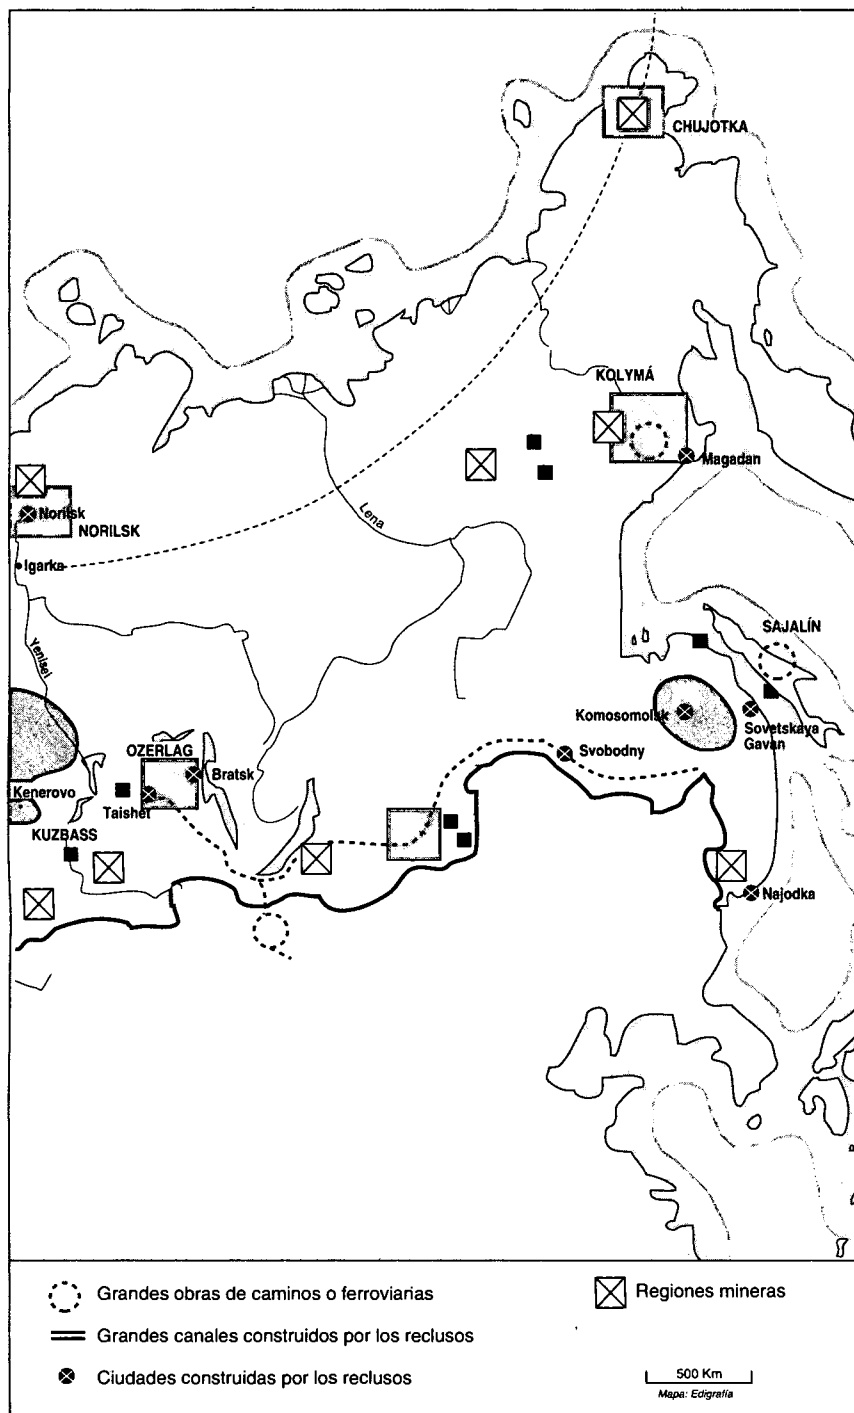 CHUJOTKA
KOLYMÁ
Magadan
Lena
Norilsk
NORILSK
Igarka
Yenisei
SAJALÍN
Komosomolsk
Sovetskaya
Gavan
Svobodny
OZERLAG
Bratsk
Kenerovo
Taishet
KUZBASS
Najodka
Grandes obras de caminos o ferroviarias
Regiones mineras
Grandes canales construidos por los reclusos
Ciudades construidas por los reclusos
500 Km
Mapa: Edigrafía